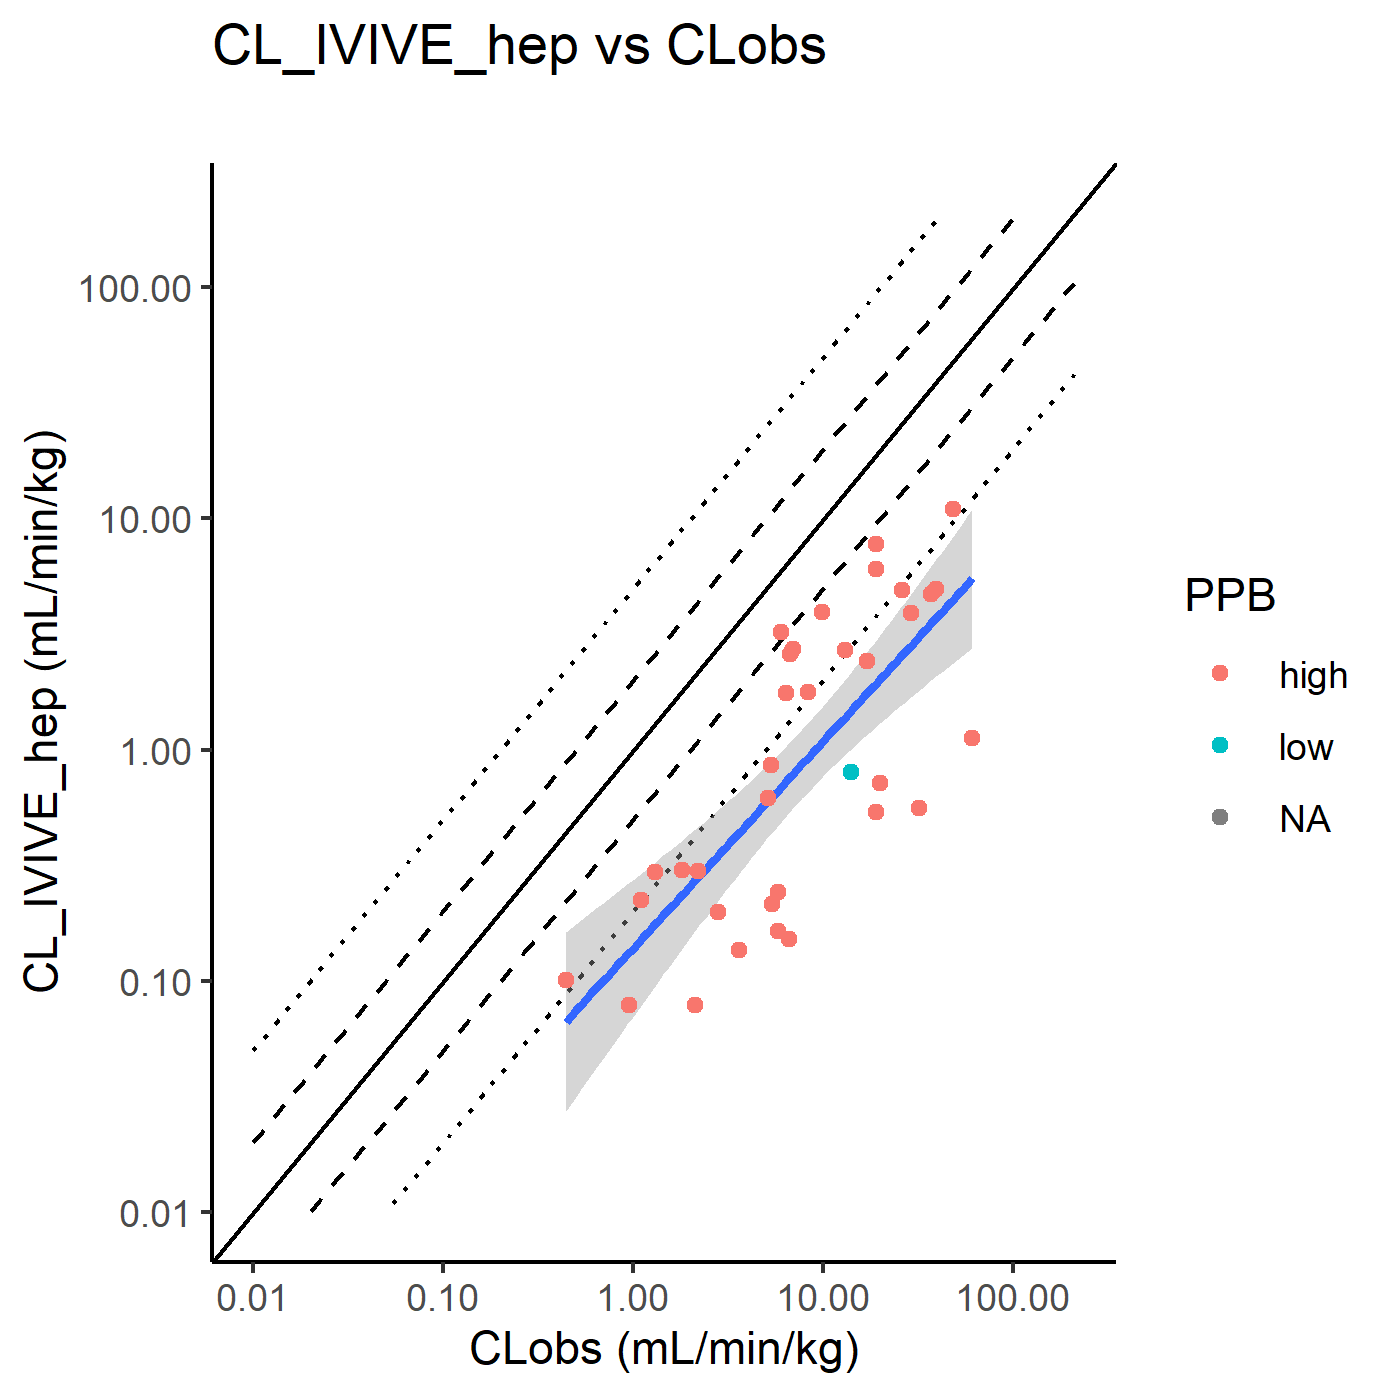 CL_IVIVE_hep vs CLobs
CL_IVIVE_hep (mL/min/kg)
100.00
10.00
1.00
0.10
0.01
0.01
0.10
1.00
10.00
100.00
CLobs (mL/min/kg)
PPB
high
low
NA